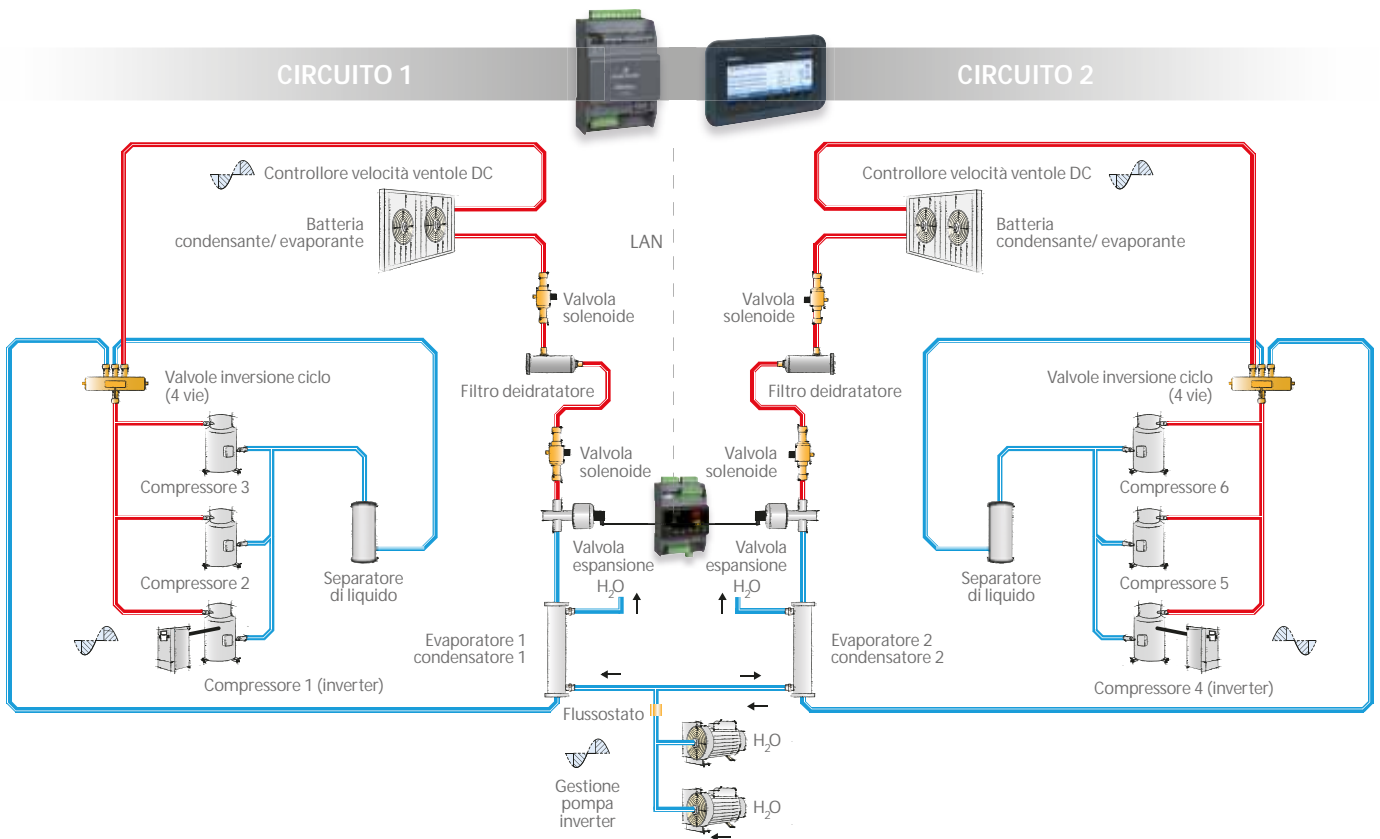 CIRCUITO 1
CIRCUITO 2
Controllore velocità ventole DC
Controllore velocità ventole DC
Batteria
condensante/ evaporante
Batteria
condensante/ evaporante
LAN
Valvola
solenoide
Valvola
solenoide
Valvole inversione ciclo
(4 vie)
Filtro deidratatore
Filtro deidratatore
Valvole inversione ciclo
(4 vie)
Valvola
solenoide
Valvola
solenoide
Compressore 3
Compressore 6
Valvola
espansione
H₂O
Valvola
espansione
H₂O
Compressore 2
Separatore
di liquido
Separatore
di liquido
Compressore 5
Evaporatore 1
condensatore 1
Evaporatore 2
condensatore 2
Compressore 1 (inverter)
Compressore 4 (inverter)
Flussostato
H₂O
Gestione
pompa
inverter
H₂O